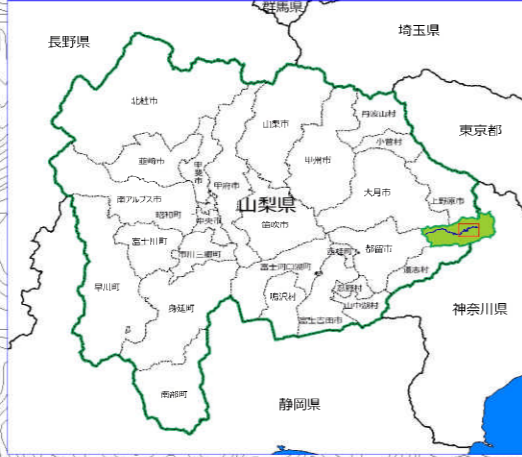 群馬県
長野県
埼玉県
北杜市
山梨市
丹波山村
東京都
小菅村
韮崎市
甲斐市
甲州市
甲府市
大月市
上野原市
南アルプス市
昭和町
中央市
山梨県
笛吹市
富士川町
市川三郷町
西桂町
都留市
富士河口湖町
道志村
早川町
鳴沢村
忍野村
身延町
山中湖村
神奈川県
富士吉田市
南部町
静岡県